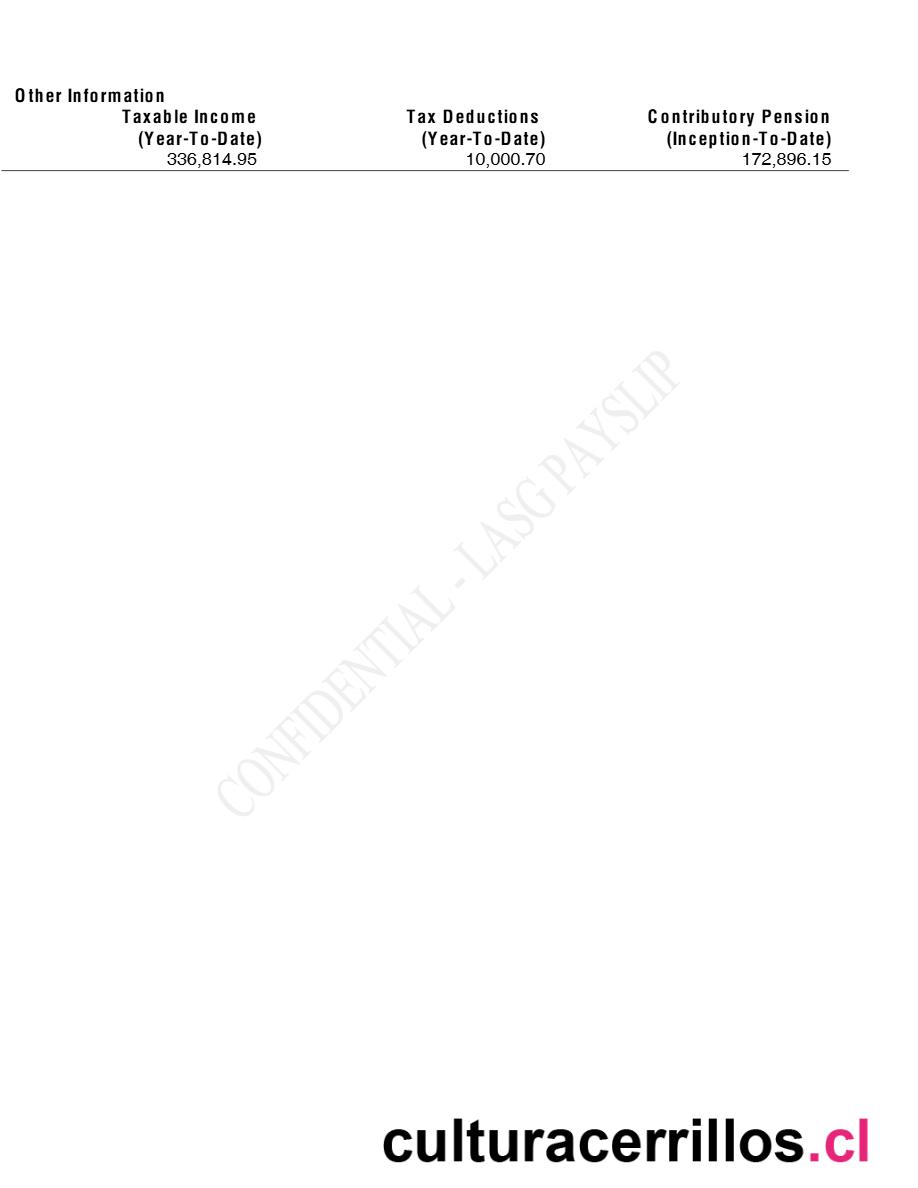 Other Information
Taxable Income Tax Deductions Contributory Pension
(Year-To-Date) (Year-To-Date) (Inception-To-Date)
336,814.95 10,000.70 172,896.15
CONFIDENTIAL - LASG PAYSLIP
culturacerrillos.cl